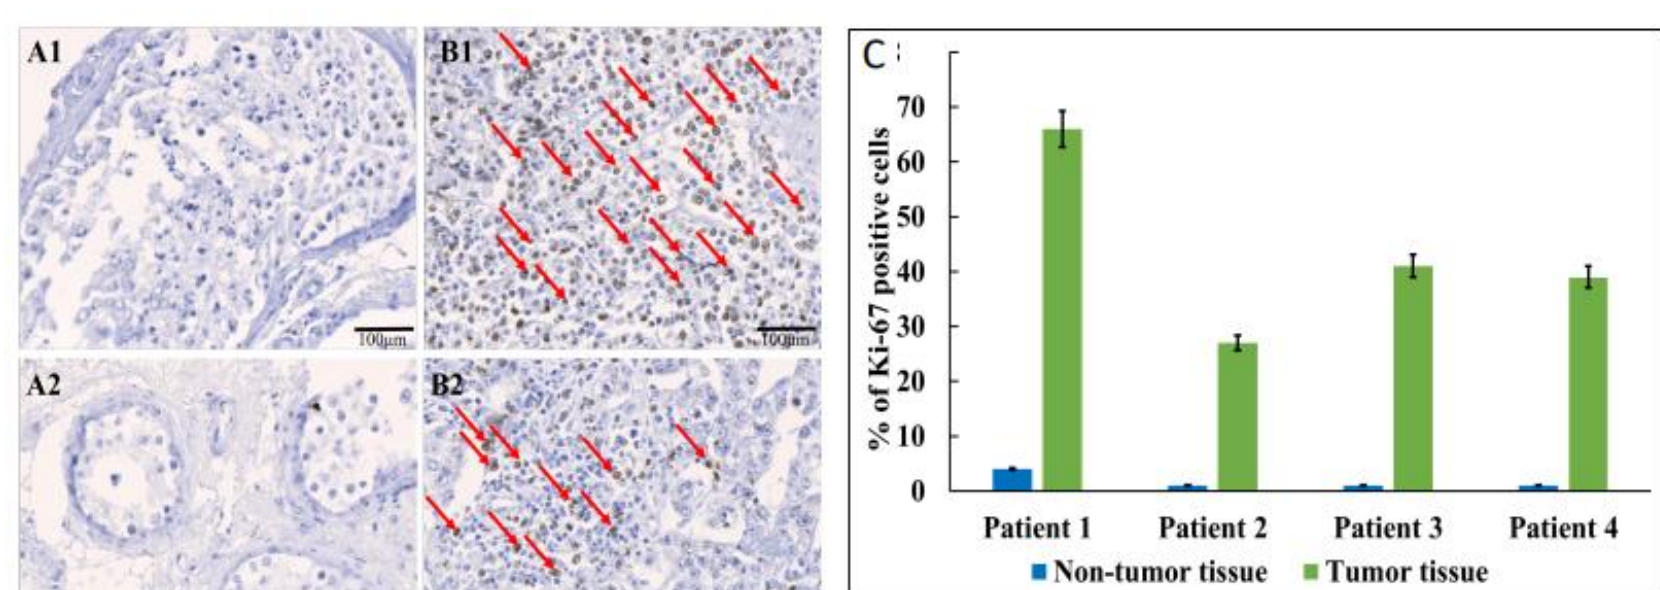 A1
B1
100µm
100µm
A2
B2
C
% of Ki-67 positive cells
70
60
50
40
30
20
10
0
Patient 1 Patient 2 Patient 3 Patient 4
Non-tumor tissue Tumor tissue